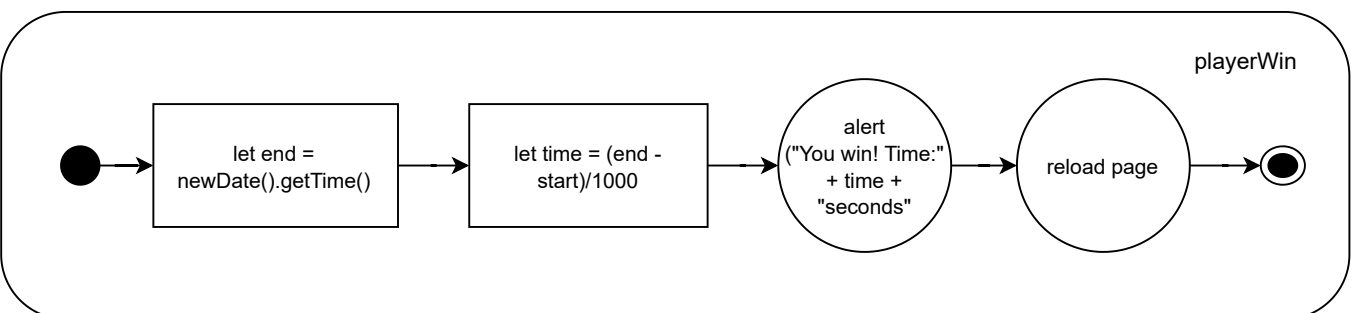 playerWin
let end =
newDate().getTime()
let time = (end -
start)/1000
alert
("You win! Time:"
+ time +
"seconds"
reload page